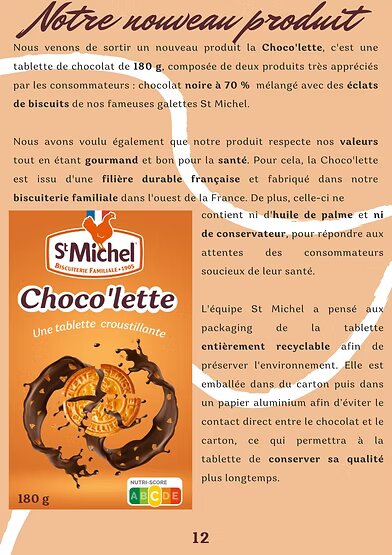 Notre nouveau produit
Nous venons de sortir un nouveau produit la Choco'lette, c'est une
tablette de chocolat de 180 g, composée de deux produits très appréciés
par les consommateurs : chocolat noire à 70 % mélangé avec des éclats
de biscuits de nos fameuses galettes St Michel.
Nous avons voulu également que notre produit respecte nos valeurs
tout en étant gourmand et bon pour la santé. Pour cela, la Choco'lette
est issu d'une filière durable française et fabriqué dans notre
biscuiterie familiale dans l'ouest de la France. De plus, celle-ci ne
contient ni d'huile de palme et ni
de conservateur, pour répondre aux
attentes des consommateurs
soucieux de leur santé.
L'équipe St Michel a pensé aux
packaging de la tablette
entièrement recyclable afin de
préserver l'environnement. Elle est
emballée dans du carton puis dans
un papier aluminium afin d'éviter le
contact direct entre le chocolat et le
carton, ce qui permettra à la
tablette de conserver sa qualité
plus longtemps.
St Michel
BISCUITERIE FAMILIALE • 1905
Choco'lette
Une tablette croustillante
NUTRI-SCORE
A B C D E
180 g
12